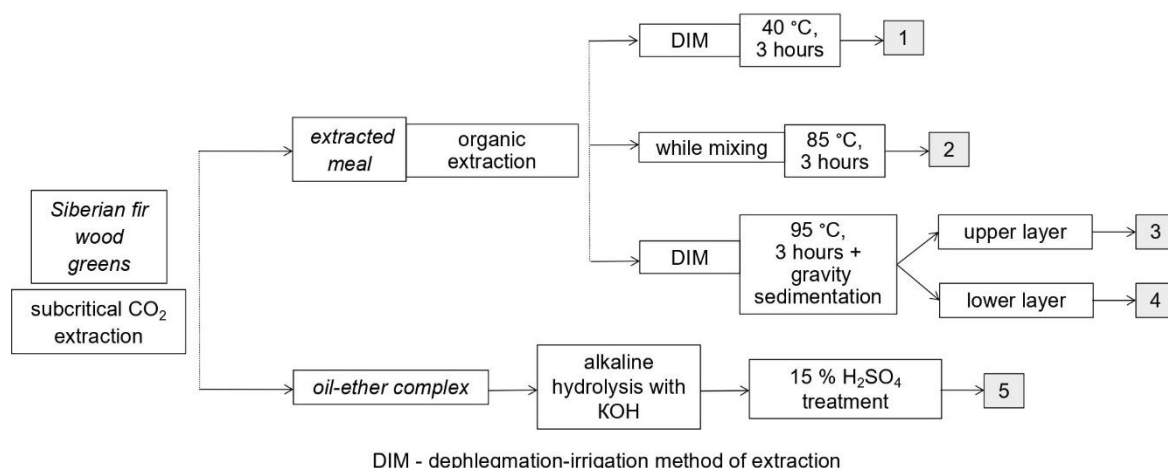 Siberian fir
wood
greens
subcritical CO₂
extraction
extracted
meal
organic
extraction
DIM
40 °C,
3 hours
1
while mixing
85 °C,
3 hours
2
DIM
95 °C,
3 hours +
gravity
sedimentation
upper layer
3
lower layer
4
oil-ether complex
alkaline
hydrolysis with
KOH
15 % H₂SO₄
treatment
5
DIM - dephlegmation-irrigation method of extraction